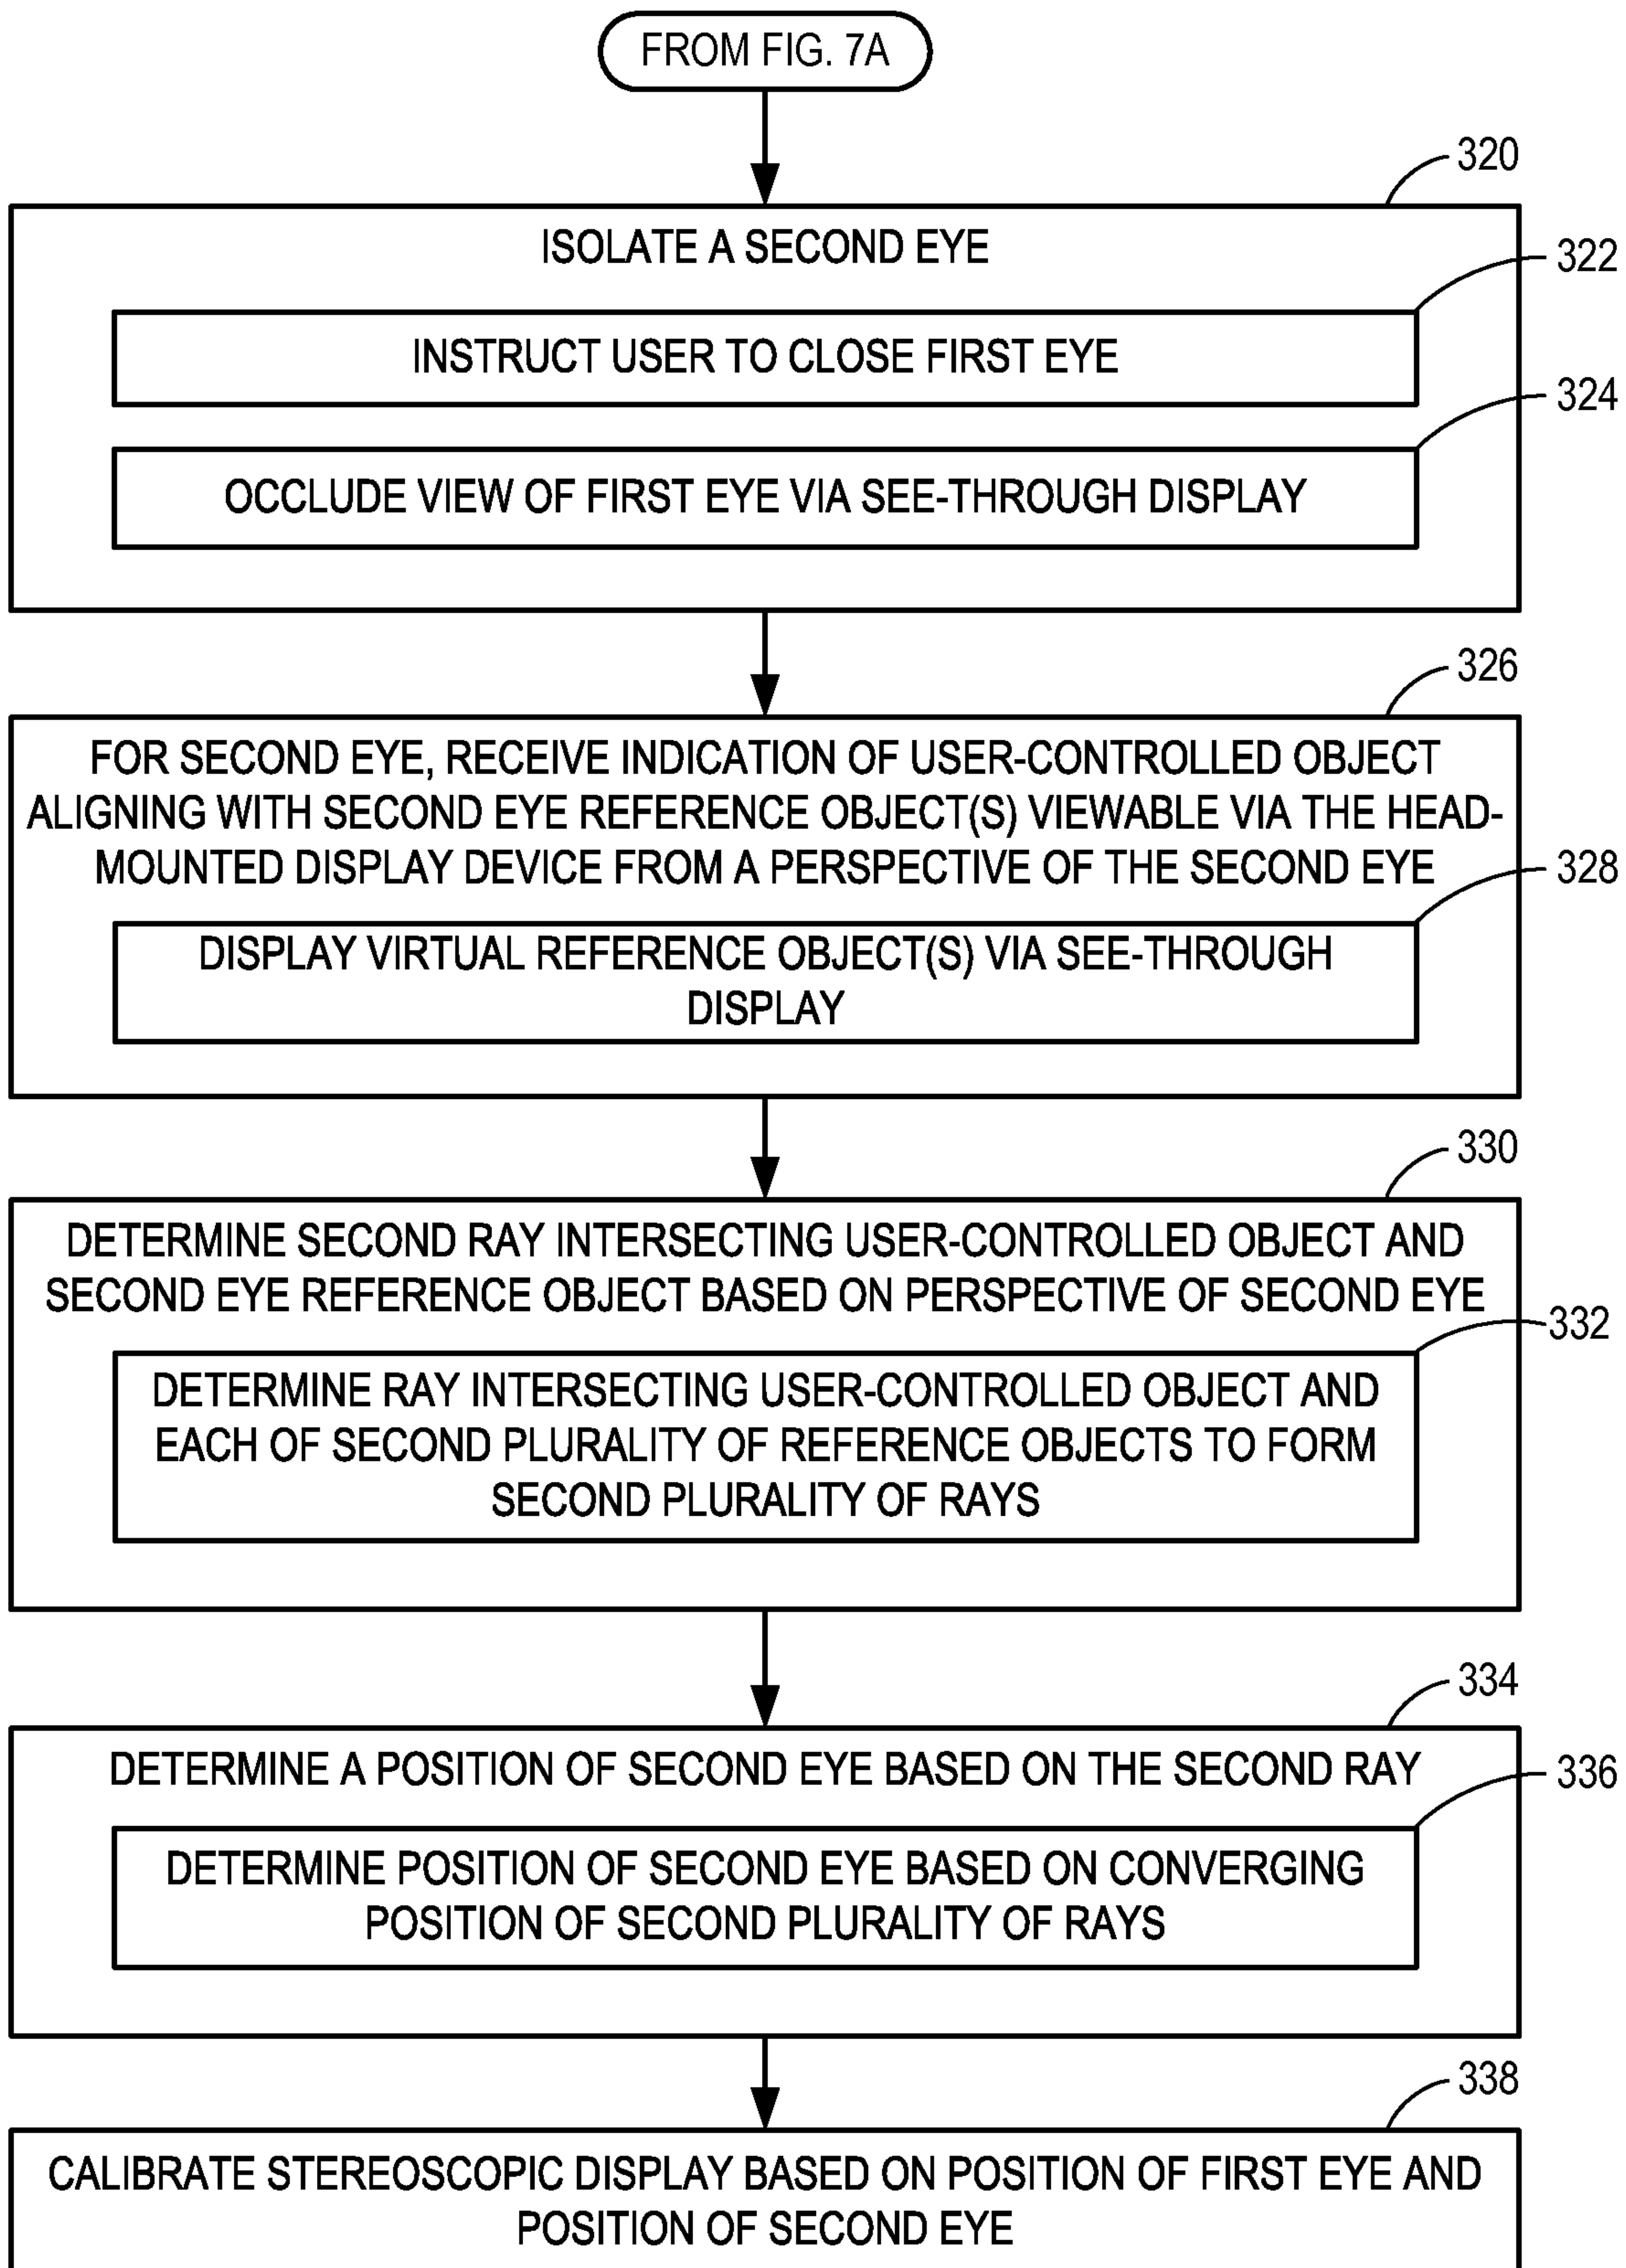 FROM FIG. 7A
320
ISOLATE A SECOND EYE
322
INSTRUCT USER TO CLOSE FIRST EYE
324
OCCLUDE VIEW OF FIRST EYE VIA SEE-THROUGH DISPLAY
326
FOR SECOND EYE, RECEIVE INDICATION OF USER-CONTROLLED OBJECT
ALIGNING WITH SECOND EYE REFERENCE OBJECT(S) VIEWABLE VIA THE HEAD-
MOUNTED DISPLAY DEVICE FROM A PERSPECTIVE OF THE SECOND EYE
328
DISPLAY VIRTUAL REFERENCE OBJECT(S) VIA SEE-THROUGH
DISPLAY
330
DETERMINE SECOND RAY INTERSECTING USER-CONTROLLED OBJECT AND
SECOND EYE REFERENCE OBJECT BASED ON PERSPECTIVE OF SECOND EYE
332
DETERMINE RAY INTERSECTING USER-CONTROLLED OBJECT AND
EACH OF SECOND PLURALITY OF REFERENCE OBJECTS TO FORM
SECOND PLURALITY OF RAYS
334
DETERMINE A POSITION OF SECOND EYE BASED ON THE SECOND RAY
336
DETERMINE POSITION OF SECOND EYE BASED ON CONVERGING
POSITION OF SECOND PLURALITY OF RAYS
338
CALIBRATE STEREOSCOPIC DISPLAY BASED ON POSITION OF FIRST EYE AND
POSITION OF SECOND EYE